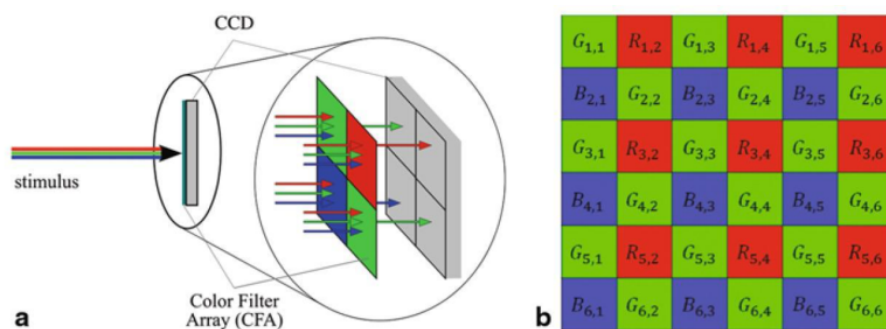 CCD
stimulus
Color Filter
Array (CFA)
a
b
G1,1 R1,2 G1,3 R1,4 G1,5 R1,6
B2,1 G2,2 B2,3 G2,4 B2,5 G2,6
G3,1 R3,2 G3,3 R3,4 G3,5 R3,6
B4,1 G4,2 B4,3 G4,4 B4,5 G4,6
G5,1 R5,2 G5,3 R5,4 G5,5 R5,6
B6,1 G6,2 B6,3 G6,4 B6,5 G6,6